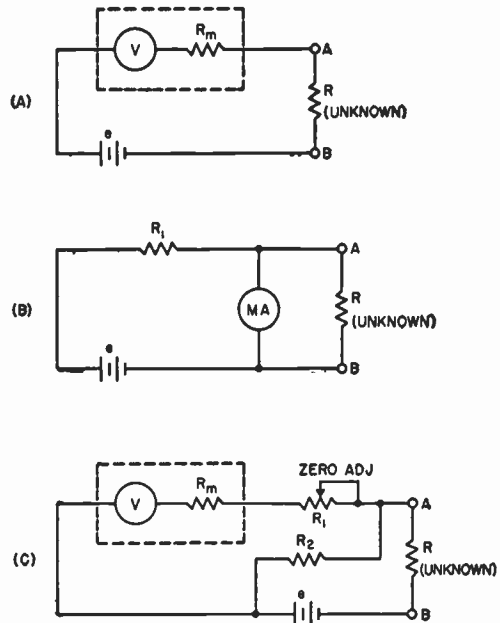 V Rm
A
(A)
R
(UNKNOWN)
e
B
R1
A
(B)
MA
R
(UNKNOWN)
e
B
ZERO ADJ
V Rm
R1
A
R2
(C)
R
(UNKNOWN)
e
B